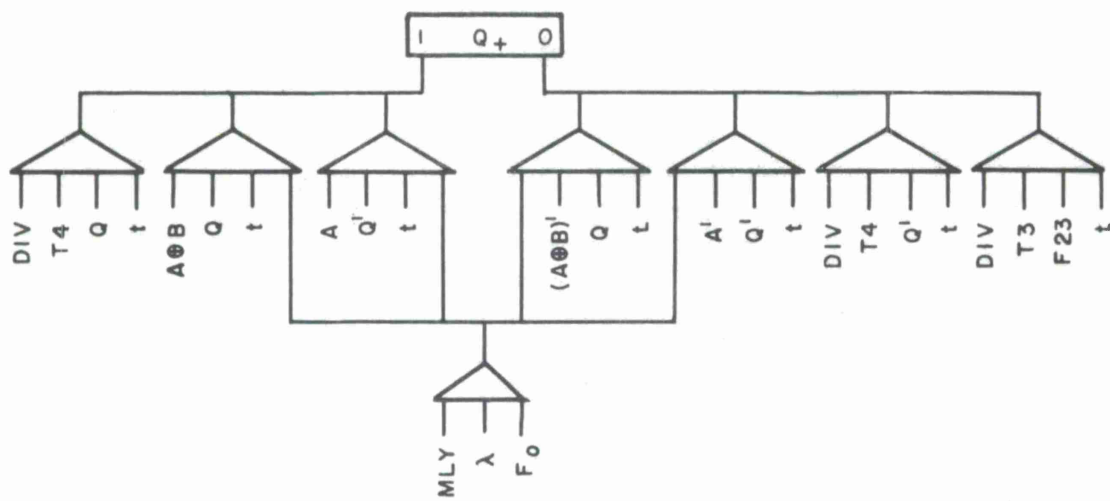 1 Q+ 0
DIV
T4
Q
t
A⊕B
Q
t
A
Q'
t
(A⊕B)'
Q
t
A'
Q'
t
DIV
T4
Q'
t
DIV
T3
F23
t
MLY
λ
F0